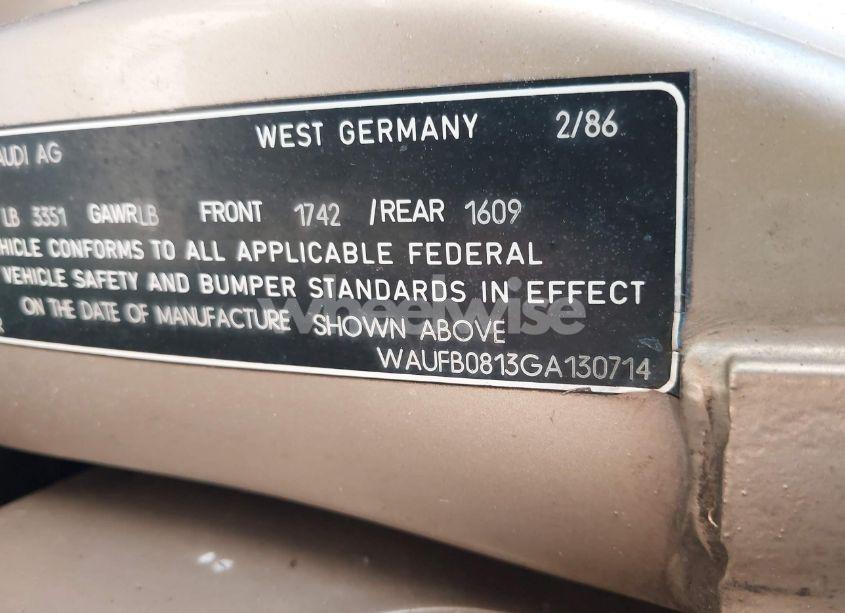 AUDI AG WEST GERMANY 2/86
LB 3351 GAWRLB FRONT 1742 /REAR 1609
HICLE CONFORMS TO ALL APPLICABLE FEDERAL
VEHICLE SAFETY AND BUMPER STANDARDS IN EFFECT
R ON THE DATE OF MANUFACTURE SHOWN ABOVE
WAUFB0813GA130714
wheelwise